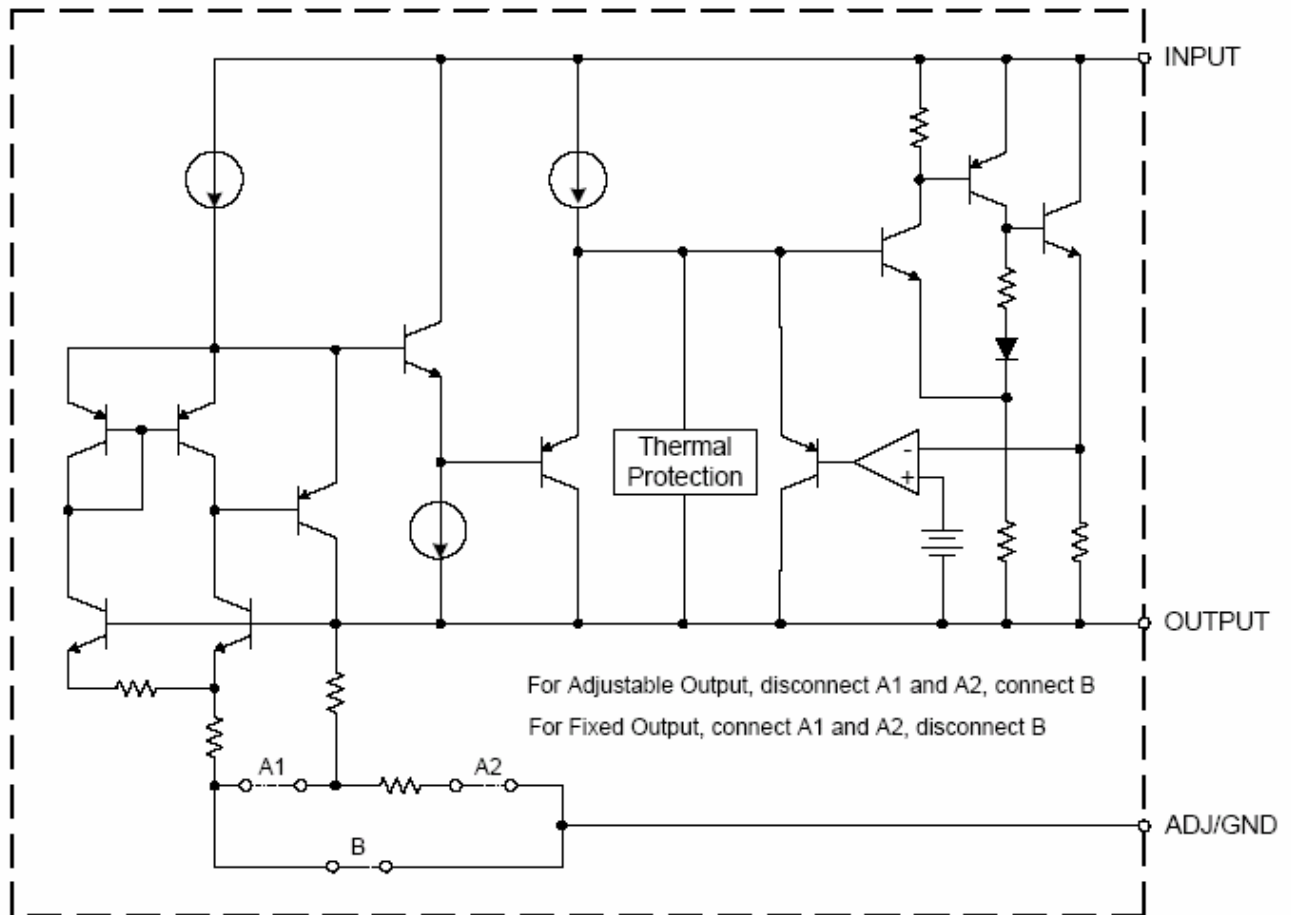 INPUT
Thermal
Protection
-
+
OUTPUT
For Adjustable Output, disconnect A1 and A2, connect B
For Fixed Output, connect A1 and A2, disconnect B
A1
A2
ADJ/GND
B